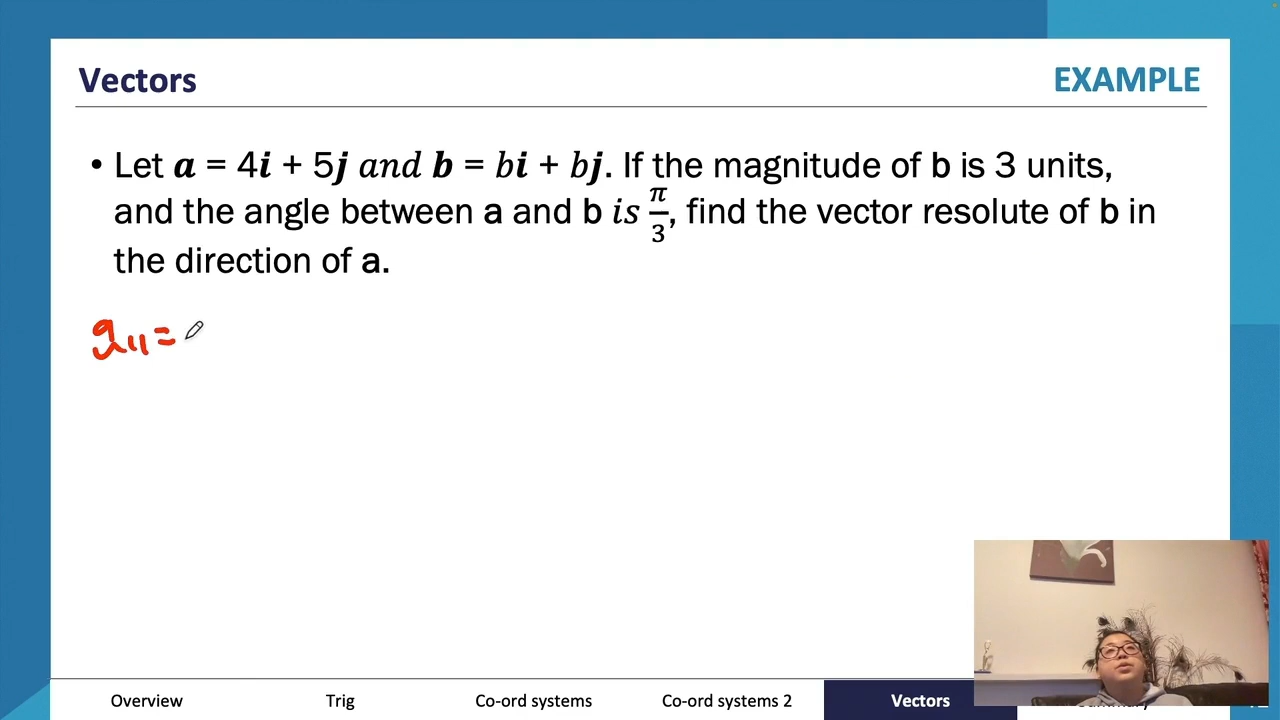 Vectors
EXAMPLE
• Let a = 4i + 5j and b = bi + bj. If the magnitude of b is 3 units,
and the angle between a and b is π/3, find the vector resolute of b in
the direction of a.
Overview Trig Co-ord systems Co-ord systems 2 Vectors